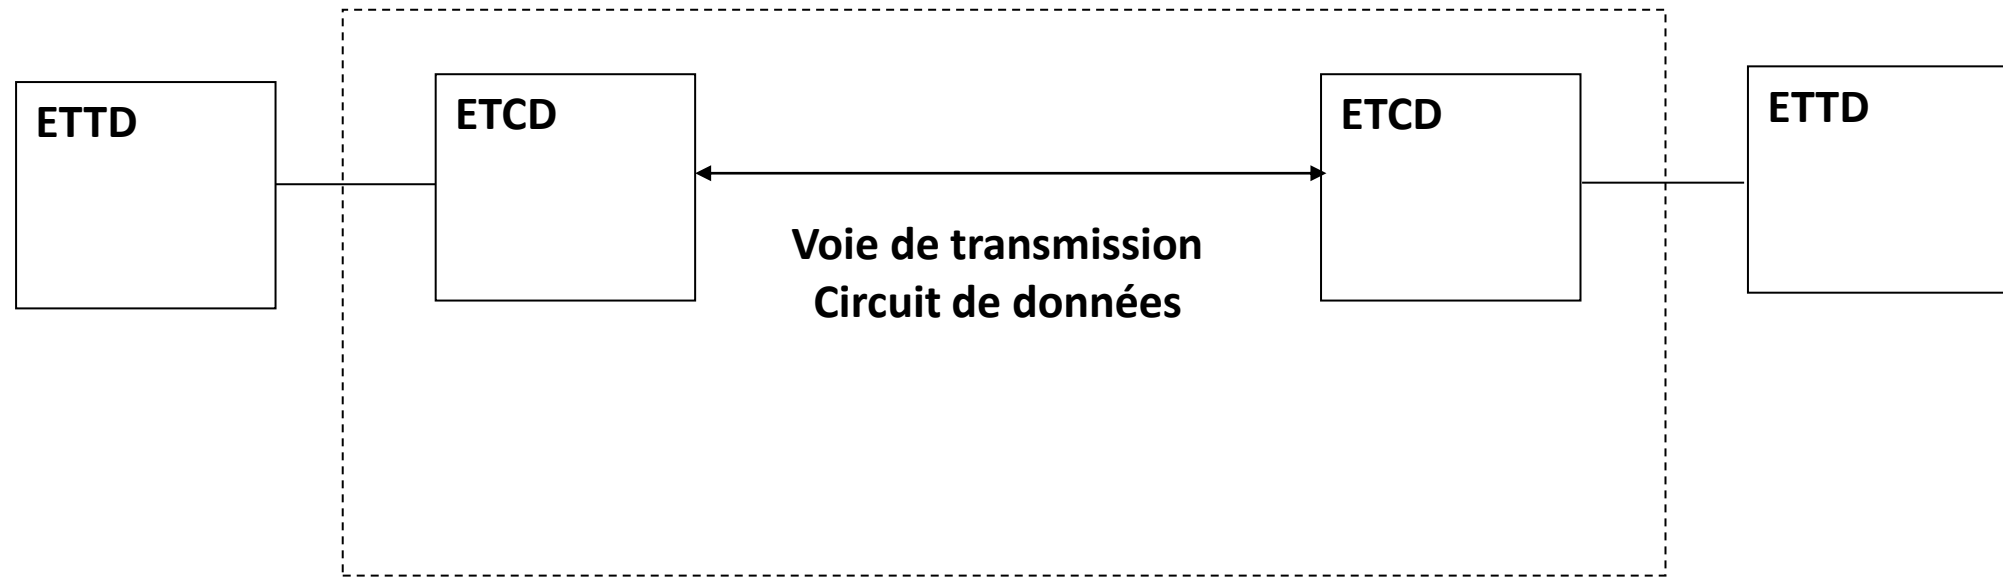 ETTD
ETCD
ETCD
ETTD
Voie de transmission
Circuit de données